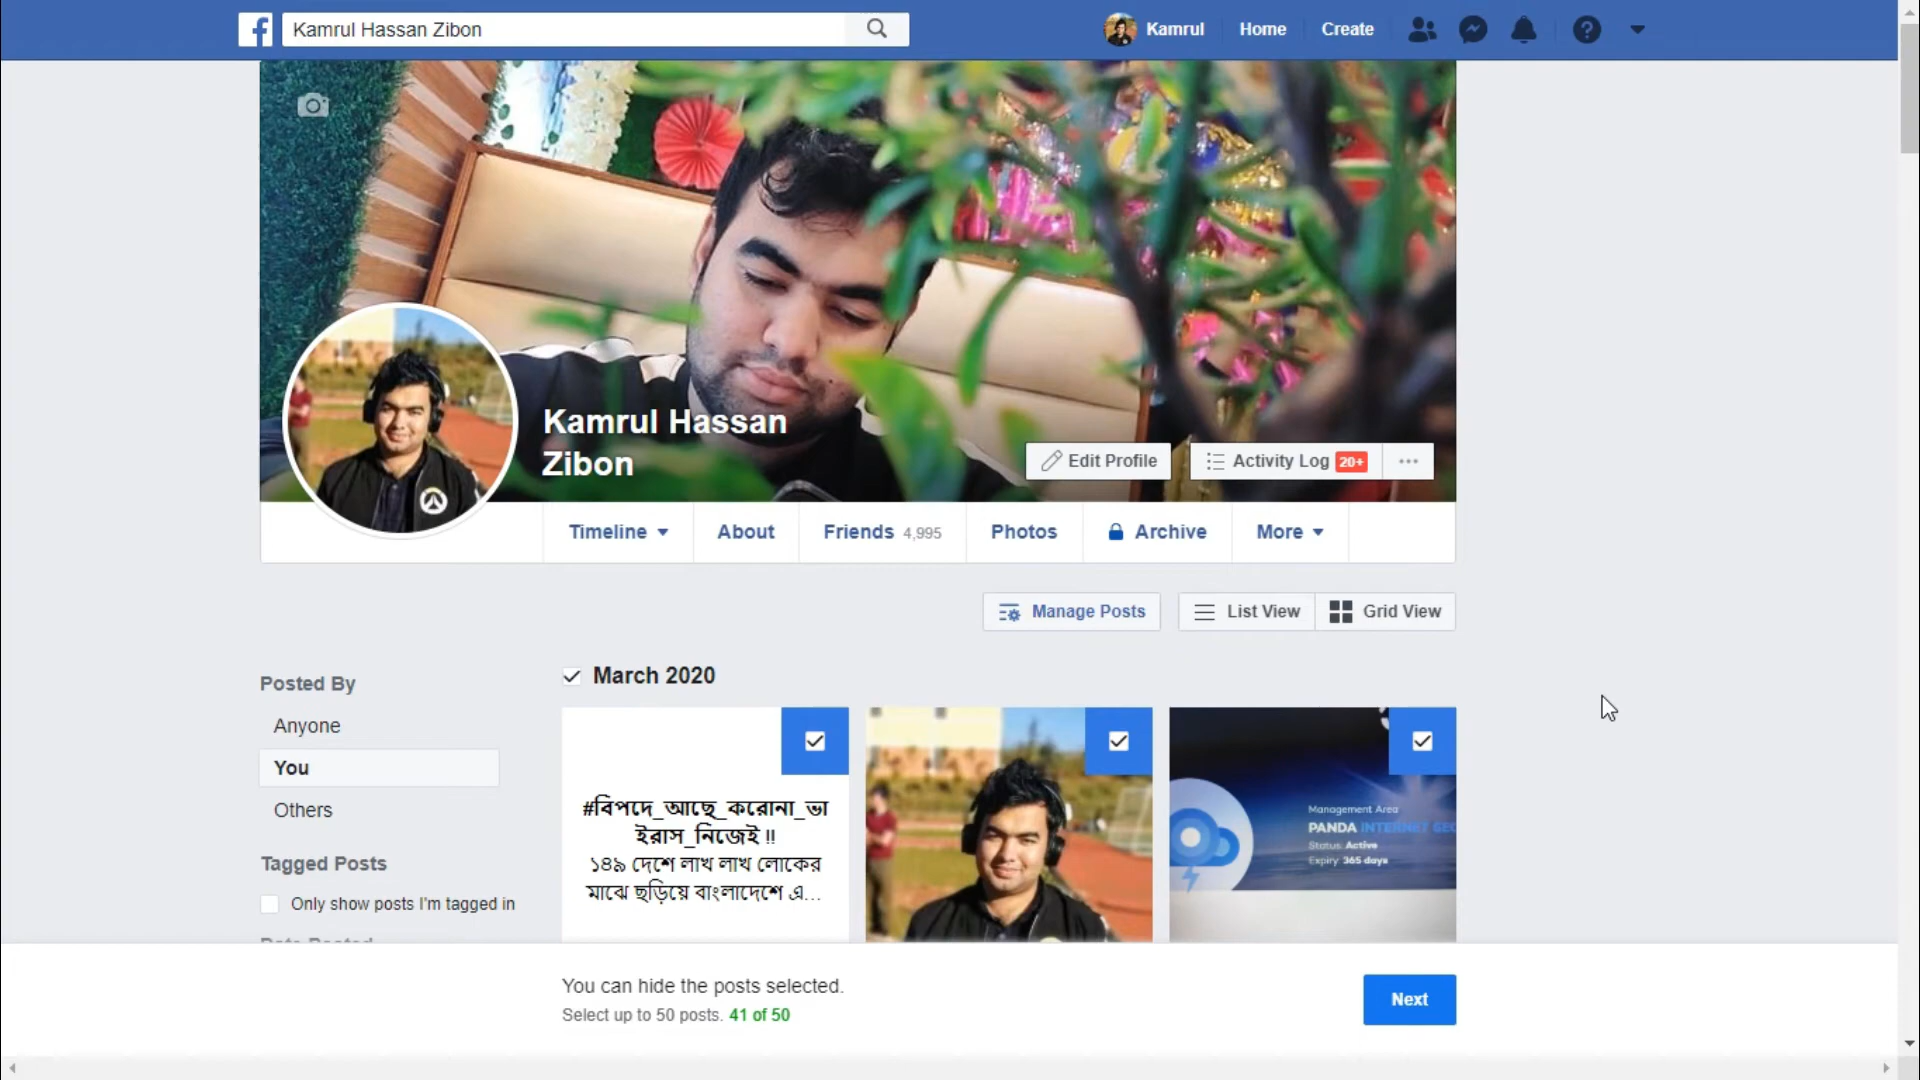 Kamrul Hassan Zibon
Kamrul
Home
Create
Kamrul Hassan
Zibon
Edit Profile
Activity Log 20+
Timeline
About
Friends 4,995
Photos
Archive
More
Manage Posts
List View
Grid View
Posted By
Anyone
You
Others
Tagged Posts
Only show posts I'm tagged in
March 2020
#বিপদে_আছে_করোনা_ভা
ইরাস_নিজেই !!
১৪৯ দেশে লাখ লাখ লোকের
মাঝে ছড়িয়ে বাংলাদেশে এ...
Management Area
PANDA INTERNET SEC
Status: Active
Expiry: 365 days
You can hide the posts selected.
Select up to 50 posts. 41 of 50
Next